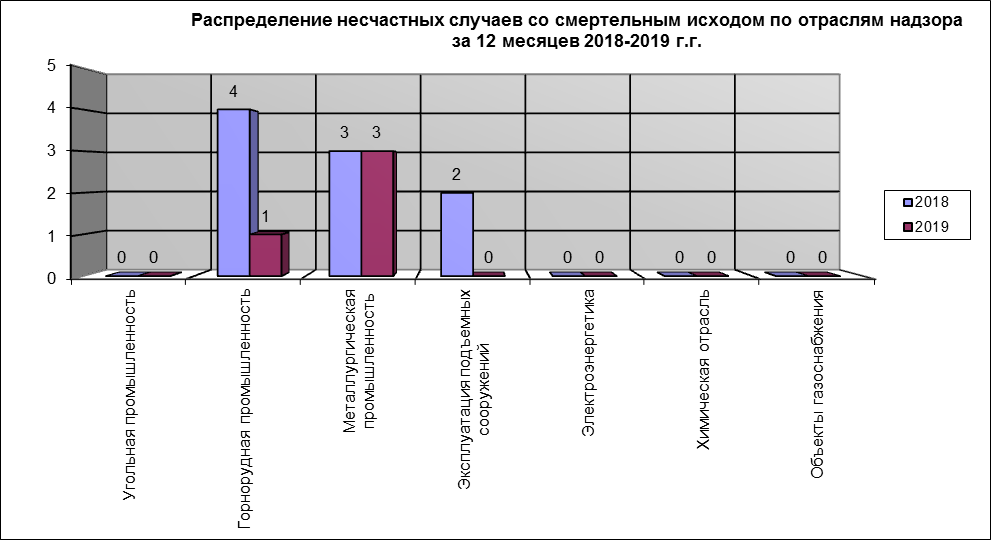 Распределение несчастных случаев со смертельным исходом по отраслям надзора
за 12 месяцев 2018-2019 г.г.
5
4
3
2
1
0
0 0
4 1
3 3
2 0
0 0
0 0
0 0
2018
2019
Угольная промышленность
Горнорудная промышленность
Металлургическая
промышленность
Эксплуатация подъемных
сооружений
Электроэнергетика
Химическая отрасль
Объекты газоснабжения